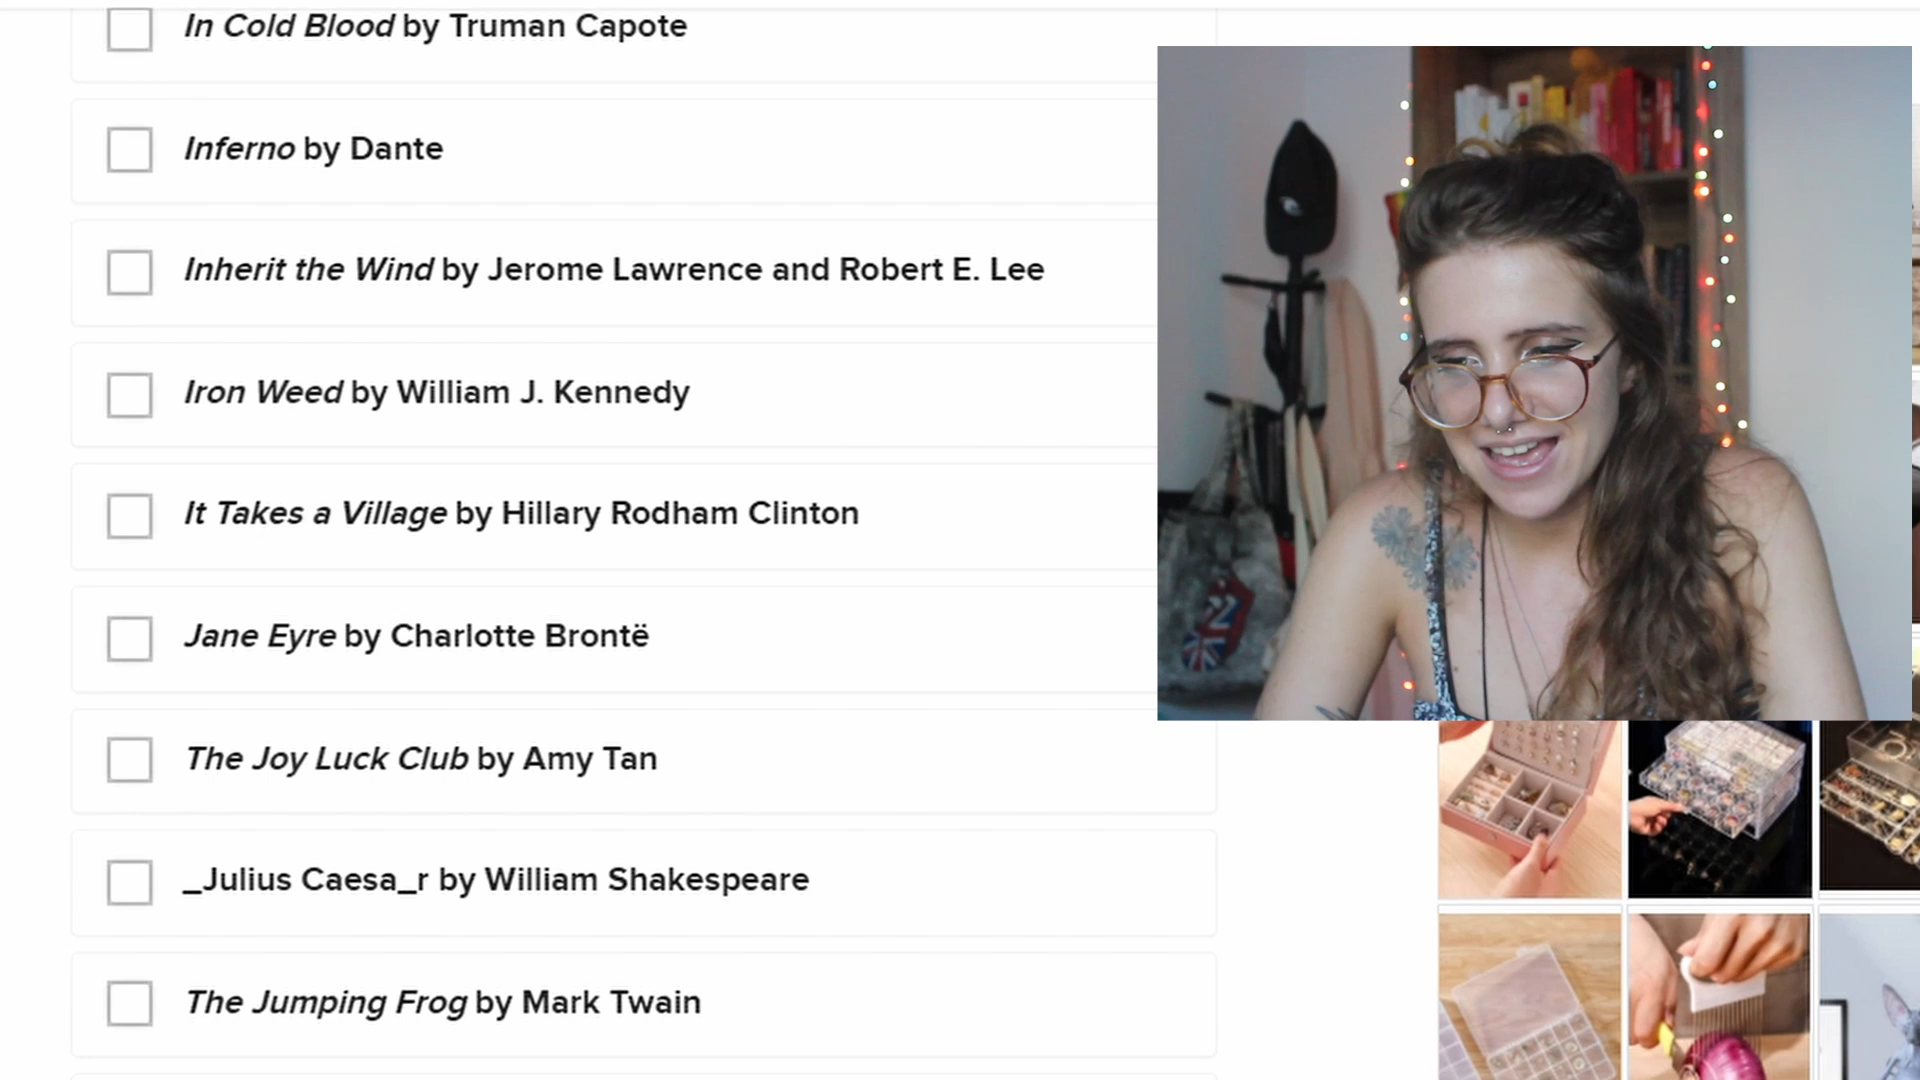 In Cold Blood by Truman Capote
Inferno by Dante
Inherit the Wind by Jerome Lawrence and Robert E. Lee
Iron Weed by William J. Kennedy
It Takes a Village by Hillary Rodham Clinton
Jane Eyre by Charlotte Brontë
The Joy Luck Club by Amy Tan
_Julius Caesa_r by William Shakespeare
The Jumping Frog by Mark Twain